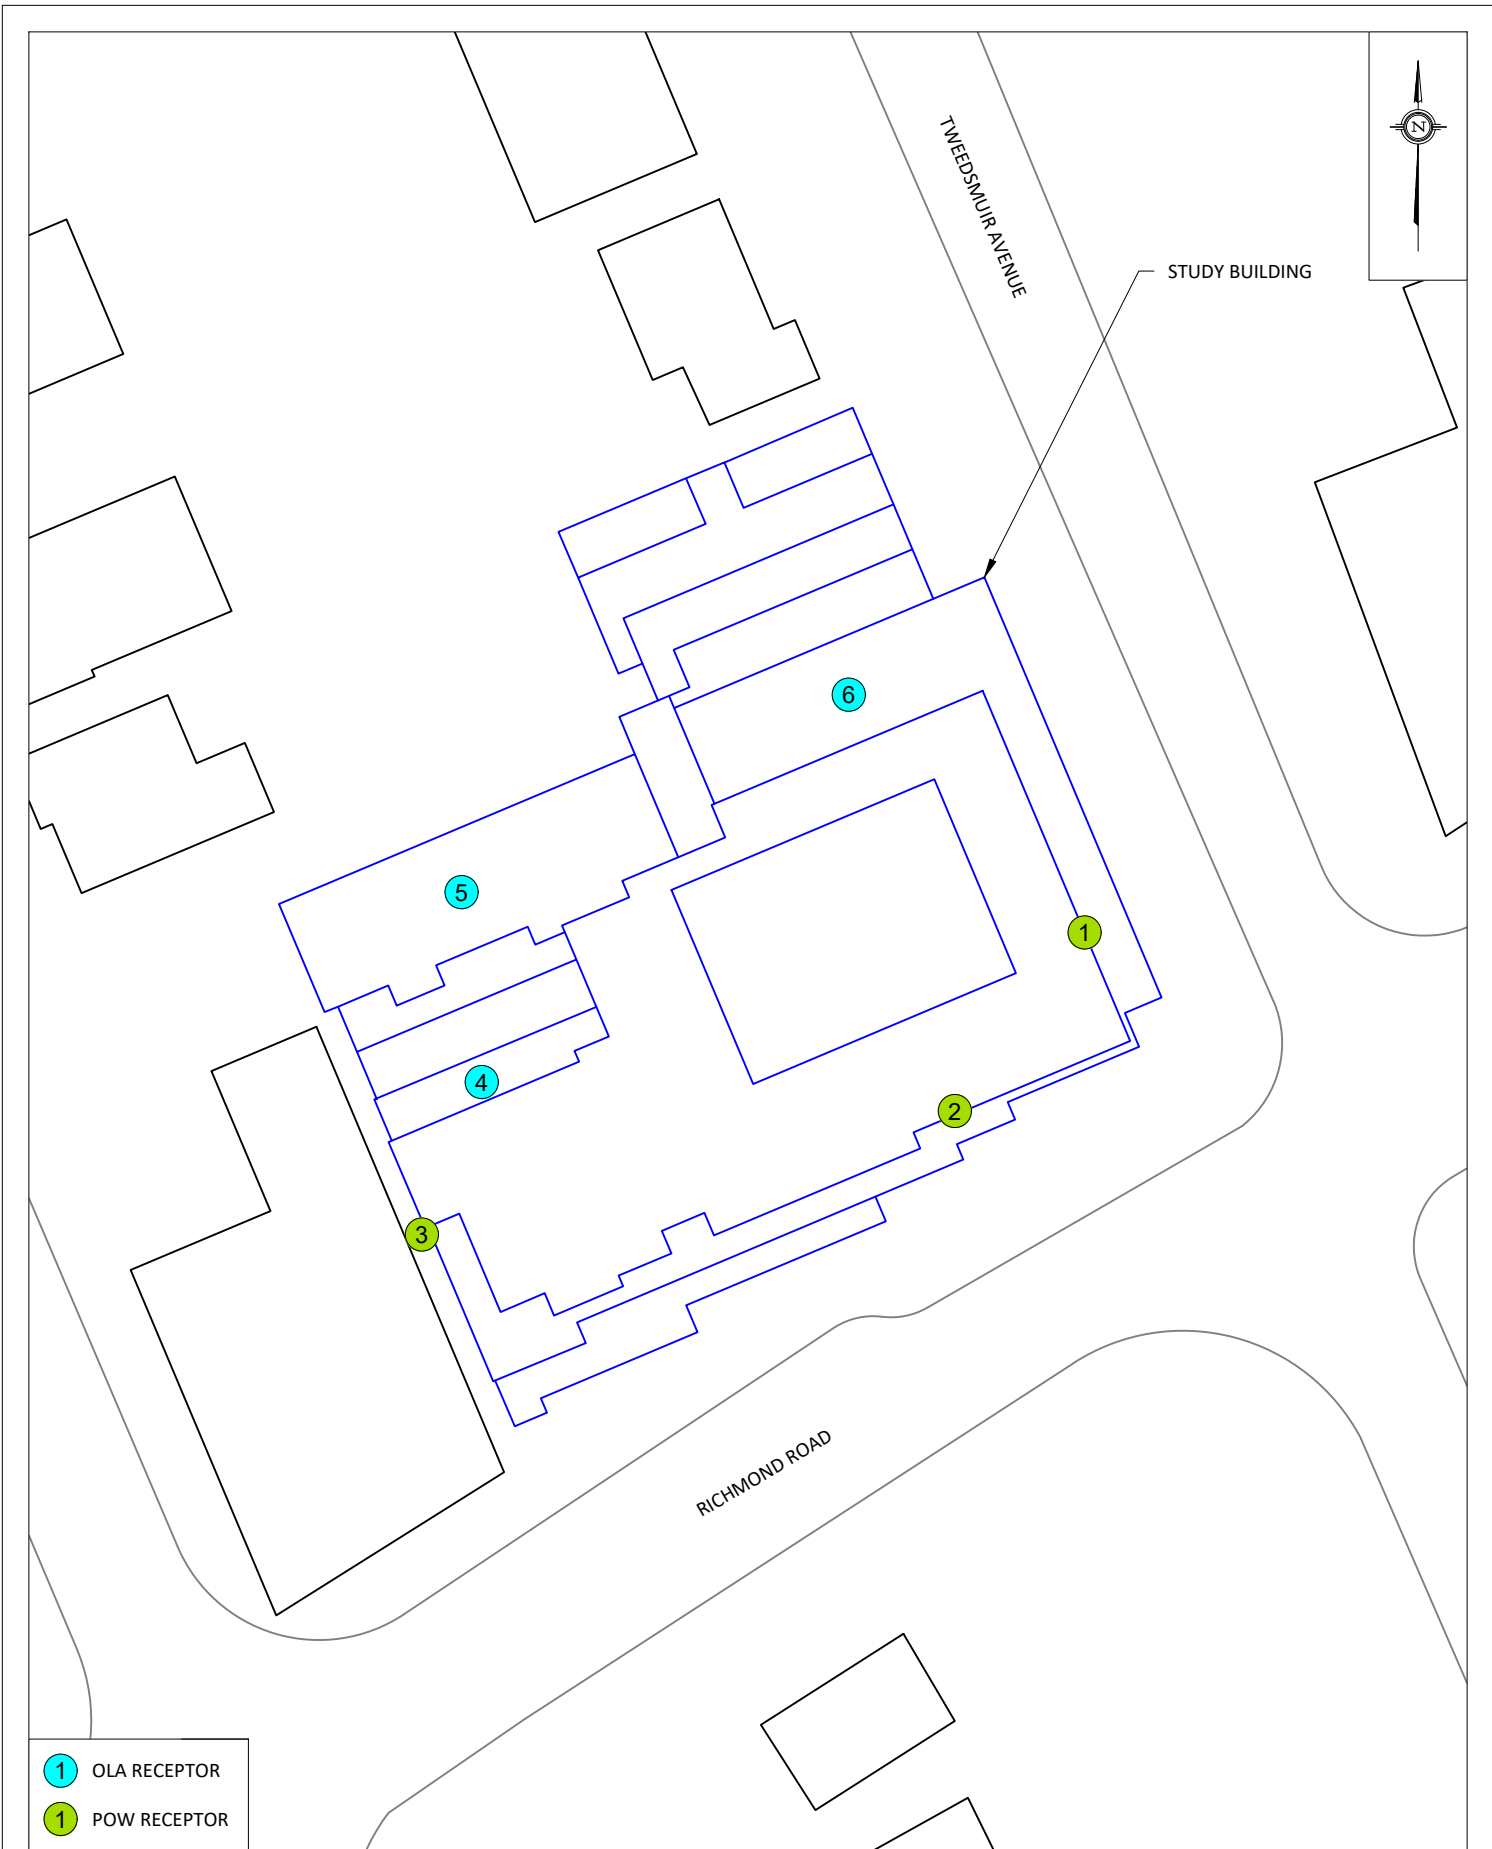 N
TWEEDSMUIR AVENUE
STUDY BUILDING
6
5
1
4
2
3
RICHMOND ROAD
1 OLA RECEPTOR
1 POW RECEPTOR